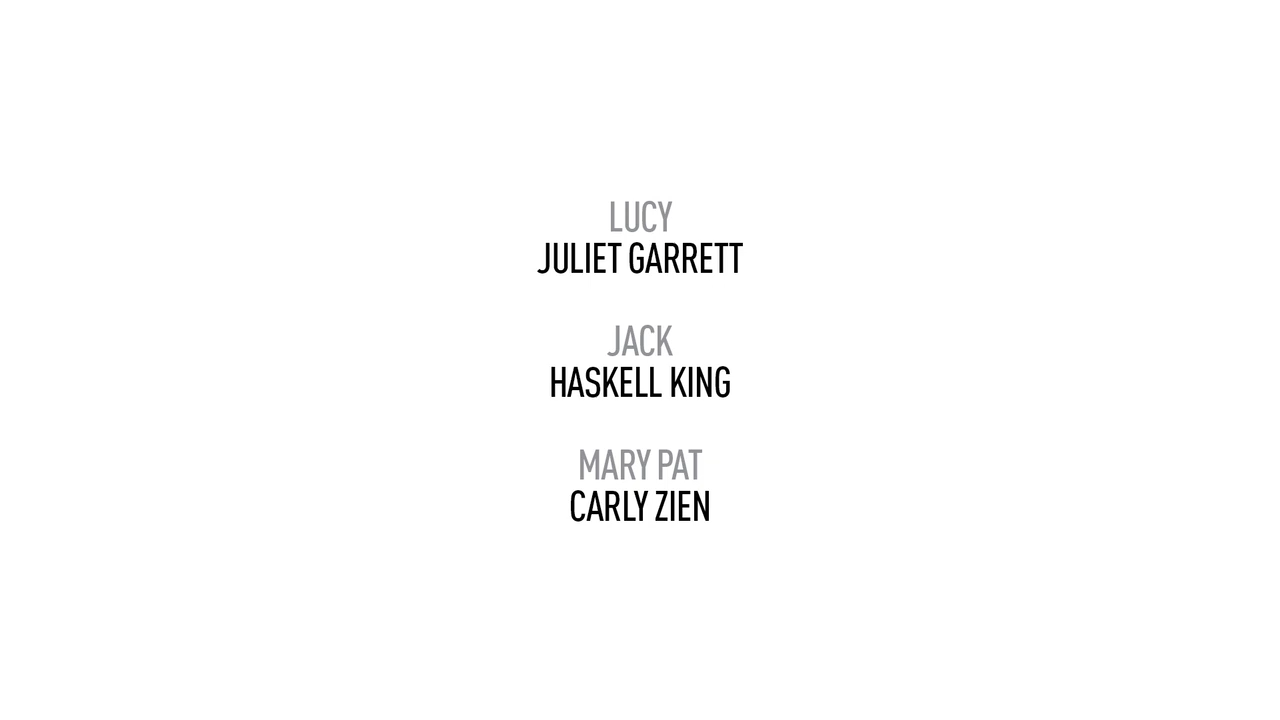 LUCY
JULIET GARRETT
JACK
HASKELL KING
MARY PAT
CARLY ZIEN